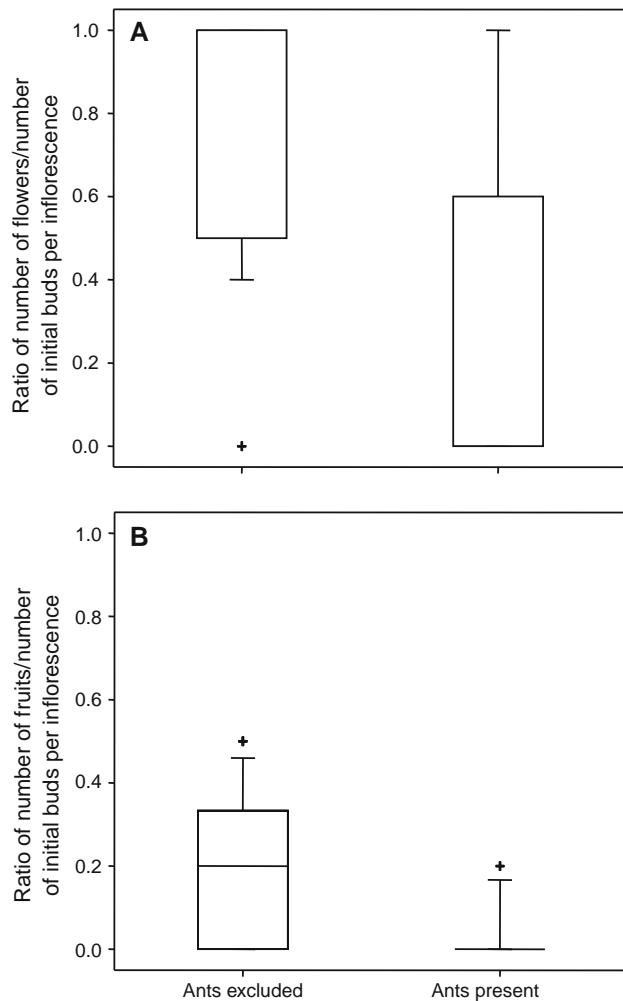 A
Ratio of number of flowers/number
of initial buds per inflorescence
1.0
0.8
0.6
0.4
0.2
0.0
B
Ratio of number of fruits/number
of initial buds per inflorescence
1.0
0.8
0.6
0.4
0.2
0.0
Ants excluded
Ants present